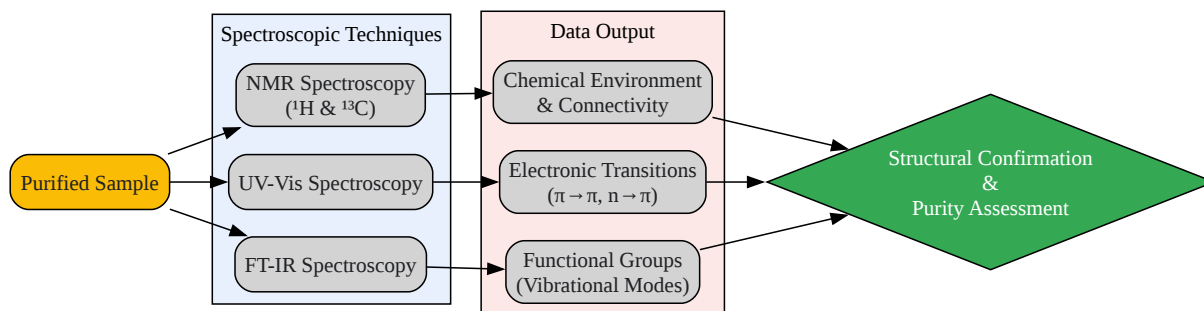 Spectroscopic Techniques
Data Output
NMR Spectroscopy
(¹H & ¹³C)
Chemical Environment
& Connectivity
Purified Sample
UV-Vis Spectroscopy
Electronic Transitions
(π→π, n→π)
Structural Confirmation
&
Purity Assessment
FT-IR Spectroscopy
Functional Groups
(Vibrational Modes)